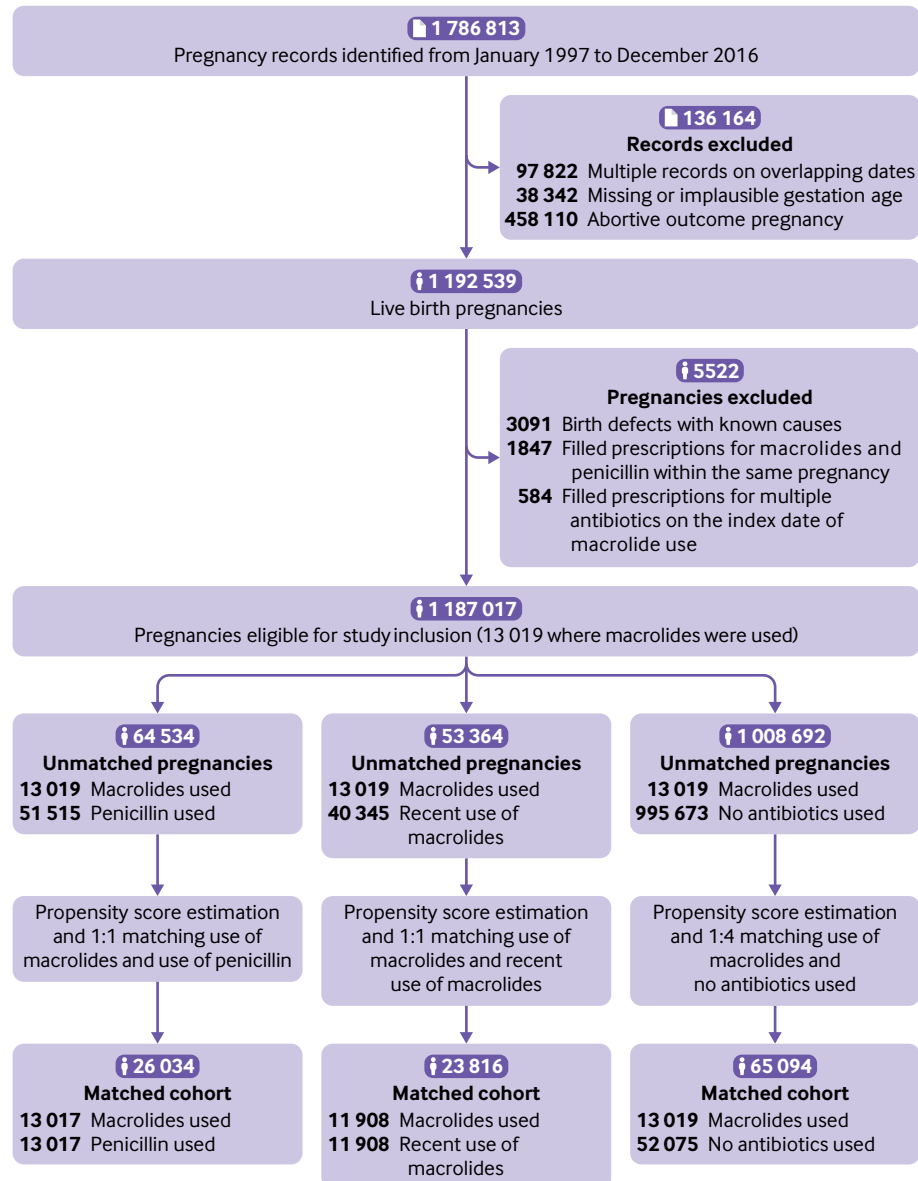 1 786 813
Pregnancy records identified from January 1997 to December 2016
136 164
Records excluded
97 822 Multiple records on overlapping dates
38 342 Missing or implausible gestation age
458 110 Abortive outcome pregnancy
1 192 539
Live birth pregnancies
5522
Pregnancies excluded
3091 Birth defects with known causes
1847 Filled prescriptions for macrolides and
penicillin within the same pregnancy
584 Filled prescriptions for multiple
antibiotics on the index date of
macrolide use
1 187 017
Pregnancies eligible for study inclusion (13 019 where macrolides were used)
64 534
Unmatched pregnancies
13 019 Macrolides used
51 515 Penicillin used
53 364
Unmatched pregnancies
13 019 Macrolides used
40 345 Recent use of
macrolides
1 008 692
Unmatched pregnancies
13 019 Macrolides used
995 673 No antibiotics used
Propensity score estimation
and 1:1 matching use of
macrolides and use of penicillin
Propensity score estimation
and 1:1 matching use of
macrolides and recent
use of macrolides
Propensity score estimation
and 1:4 matching use of
macrolides and
no antibiotics used
26 034
Matched cohort
13 017 Macrolides used
13 017 Penicillin used
23 816
Matched cohort
11 908 Macrolides used
11 908 Recent use of
macrolides
65 094
Matched cohort
13 019 Macrolides used
52 075 No antibiotics used